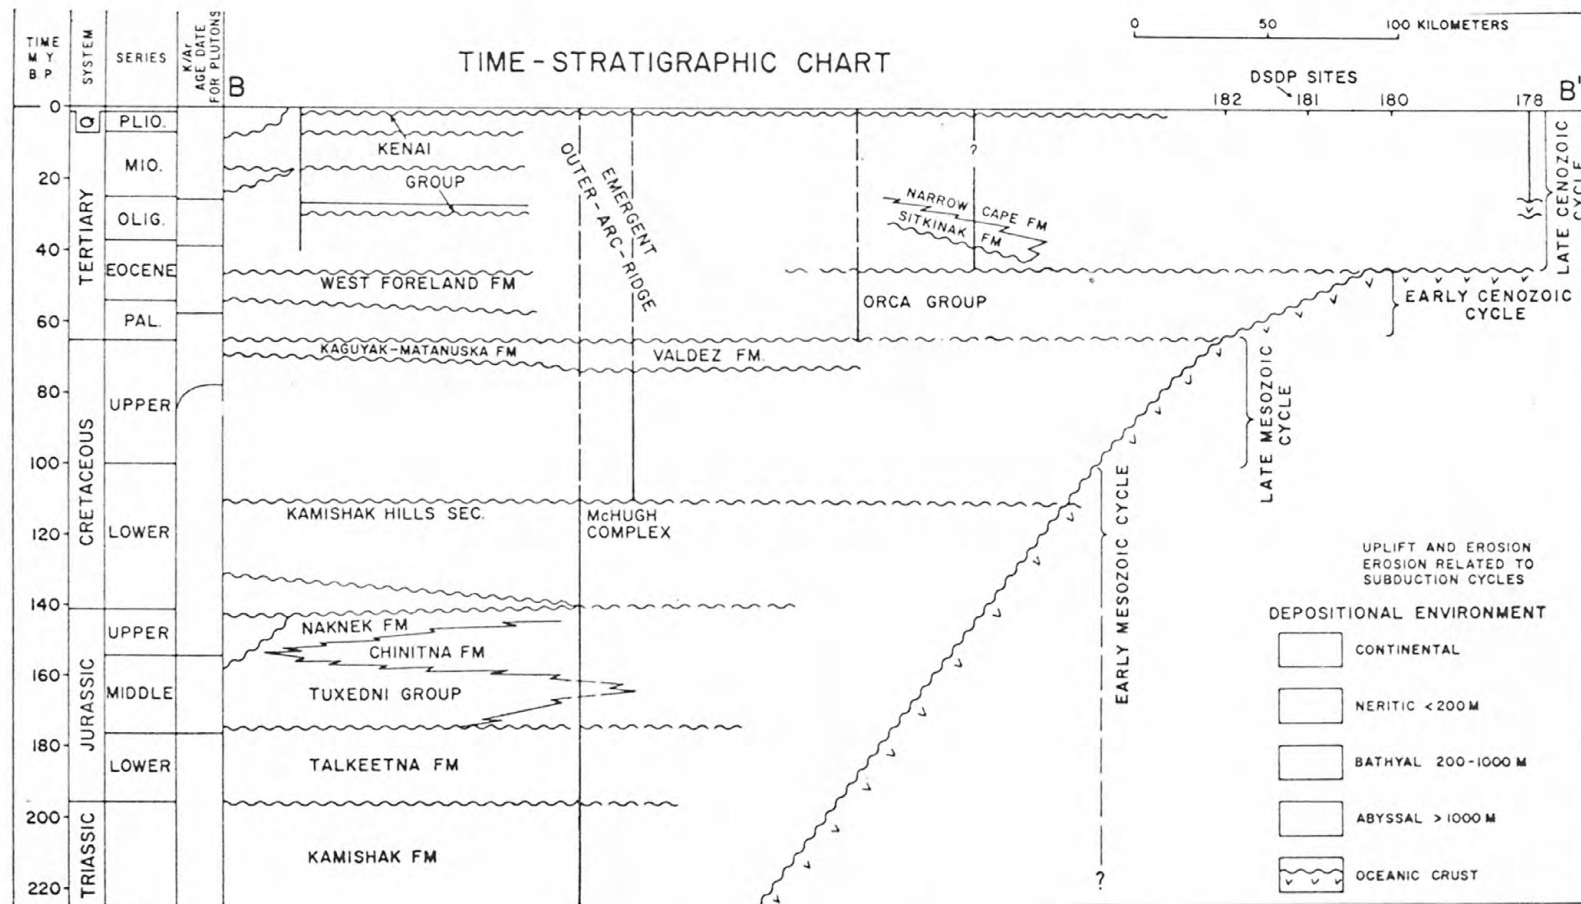 TIME-STRATIGRAPHIC CHART
0 50 100 KILOMETERS
TIME
M.Y.
B.P.
SYSTEM
SERIES
K/Ar
AGE DATE
FOR PLUTONS
B
B'
DSDP SITES
182 181 180 178
0
20
40
60
80
100
120
140
160
180
200
220
Q
TERTIARY
CRETACEOUS
JURASSIC
TRIASSIC
PLIO.
MIO.
OLIG.
EOCENE
PAL.
UPPER
LOWER
UPPER
MIDDLE
LOWER
KENAI
GROUP
WEST FORELAND FM
KAGUYAK-MATANUSKA FM
VALDEZ FM.
EMERGENT
OUTER-ARC-RIDGE
?
NARROW CAPE FM
SITKINAK FM
ORCA GROUP
KAMISHAK HILLS SEC.
McHUGH
COMPLEX
NAKNEK FM
CHINITNA FM
TUXEDNI GROUP
TALKEETNA FM
KAMISHAK FM
LATE CENOZOIC
CYCLE
EARLY CENOZOIC
CYCLE
LATE MESOZOIC
CYCLE
EARLY MESOZOIC CYCLE
?
UPLIFT AND EROSION
EROSION RELATED TO
SUBDUCTION CYCLES
DEPOSITIONAL ENVIRONMENT
CONTINENTAL
NERITIC <200M
BATHYAL 200-1000M
ABYSSAL >1000M
OCEANIC CRUST